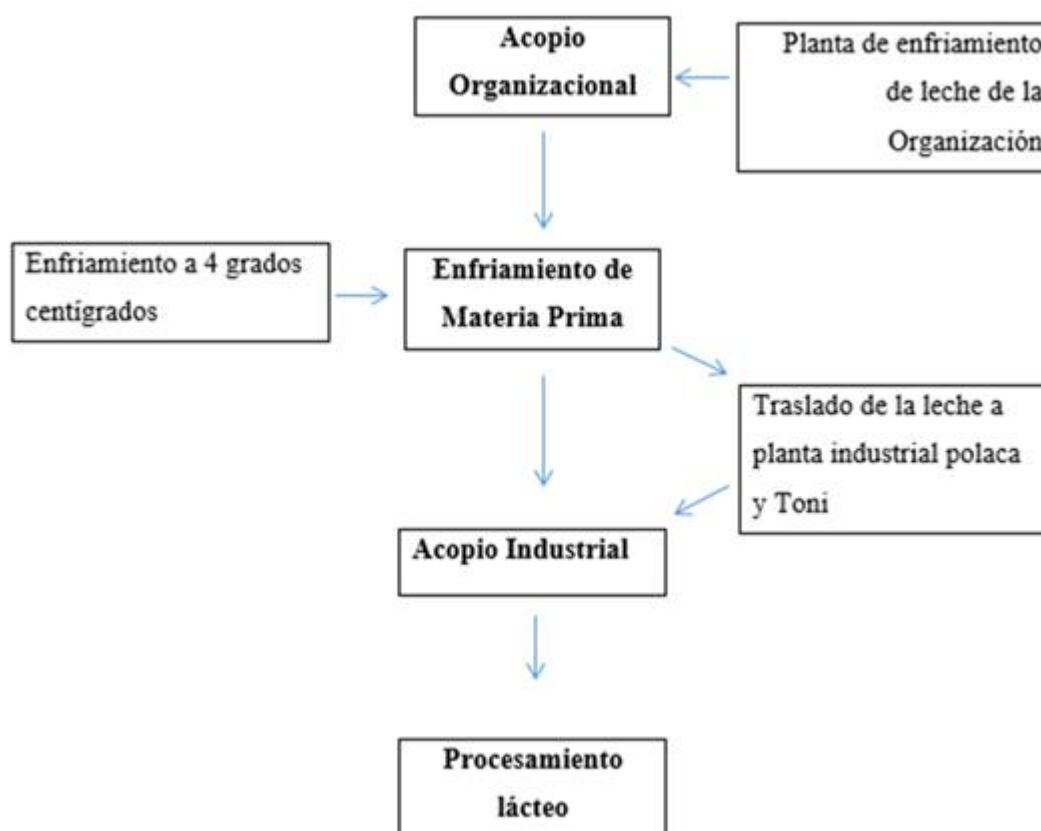 Acopio
Organizacional
Planta de enfriamiento
de leche de la
Organización
Enfriamiento a 4 grados
centígrados
Enfriamiento de
Materia Prima
Traslado de la leche a
planta industrial polaca
y Toni
Acopio Industrial
Procesamiento
lácteo